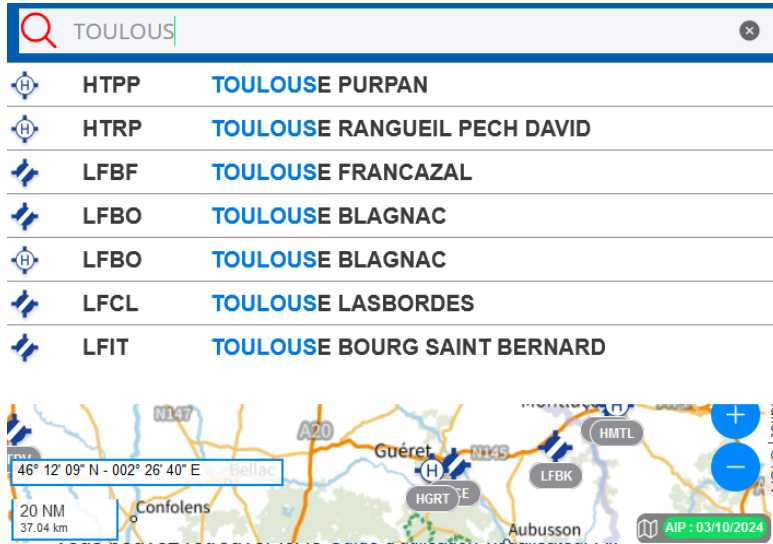 TOULOUS
HTPP TOULOUSE PURPAN
HTRP TOULOUSE RANGUEIL PECH DAVID
LFBF TOULOUSE FRANCAZAL
LFBO TOULOUSE BLAGNAC
H LFBO TOULOUSE BLAGNAC
LFCL TOULOUSE LASBORDES
LFIT TOULOUSE BOURG SAINT BERNARD
N147
A20
H
HMTL
Guéret
N145
46° 12' 09" N - 002° 26' 40" E
Bellac
H
LFBK
HGRT
20 NM
37.04 km
Confolens
Aubusson
AIP : 03/10/2024